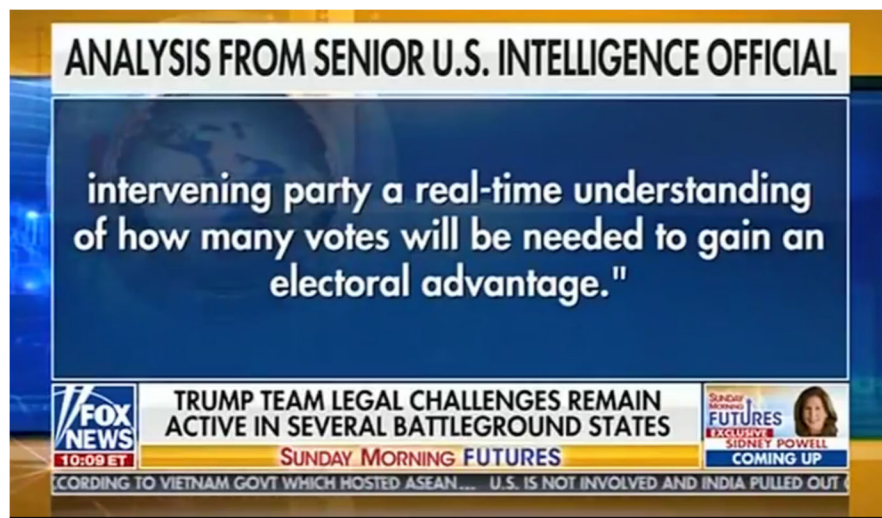 ANALYSIS FROM SENIOR U.S. INTELLIGENCE OFFICIAL
intervening party a real-time understanding
of how many votes will be needed to gain an
electoral advantage."
FOX
NEWS
10:09 ET
TRUMP TEAM LEGAL CHALLENGES REMAIN
ACTIVE IN SEVERAL BATTLEGROUND STATES
SUNDAY MORNING FUTURES
SUNDAY
MORNING
FUTURES
EXCLUSIVE
SIDNEY POWELL
COMING UP
CORDING TO VIETNAM GOVT WHICH HOSTED ASEAN... U.S. IS NOT INVOLVED AND INDIA PULLED OUT